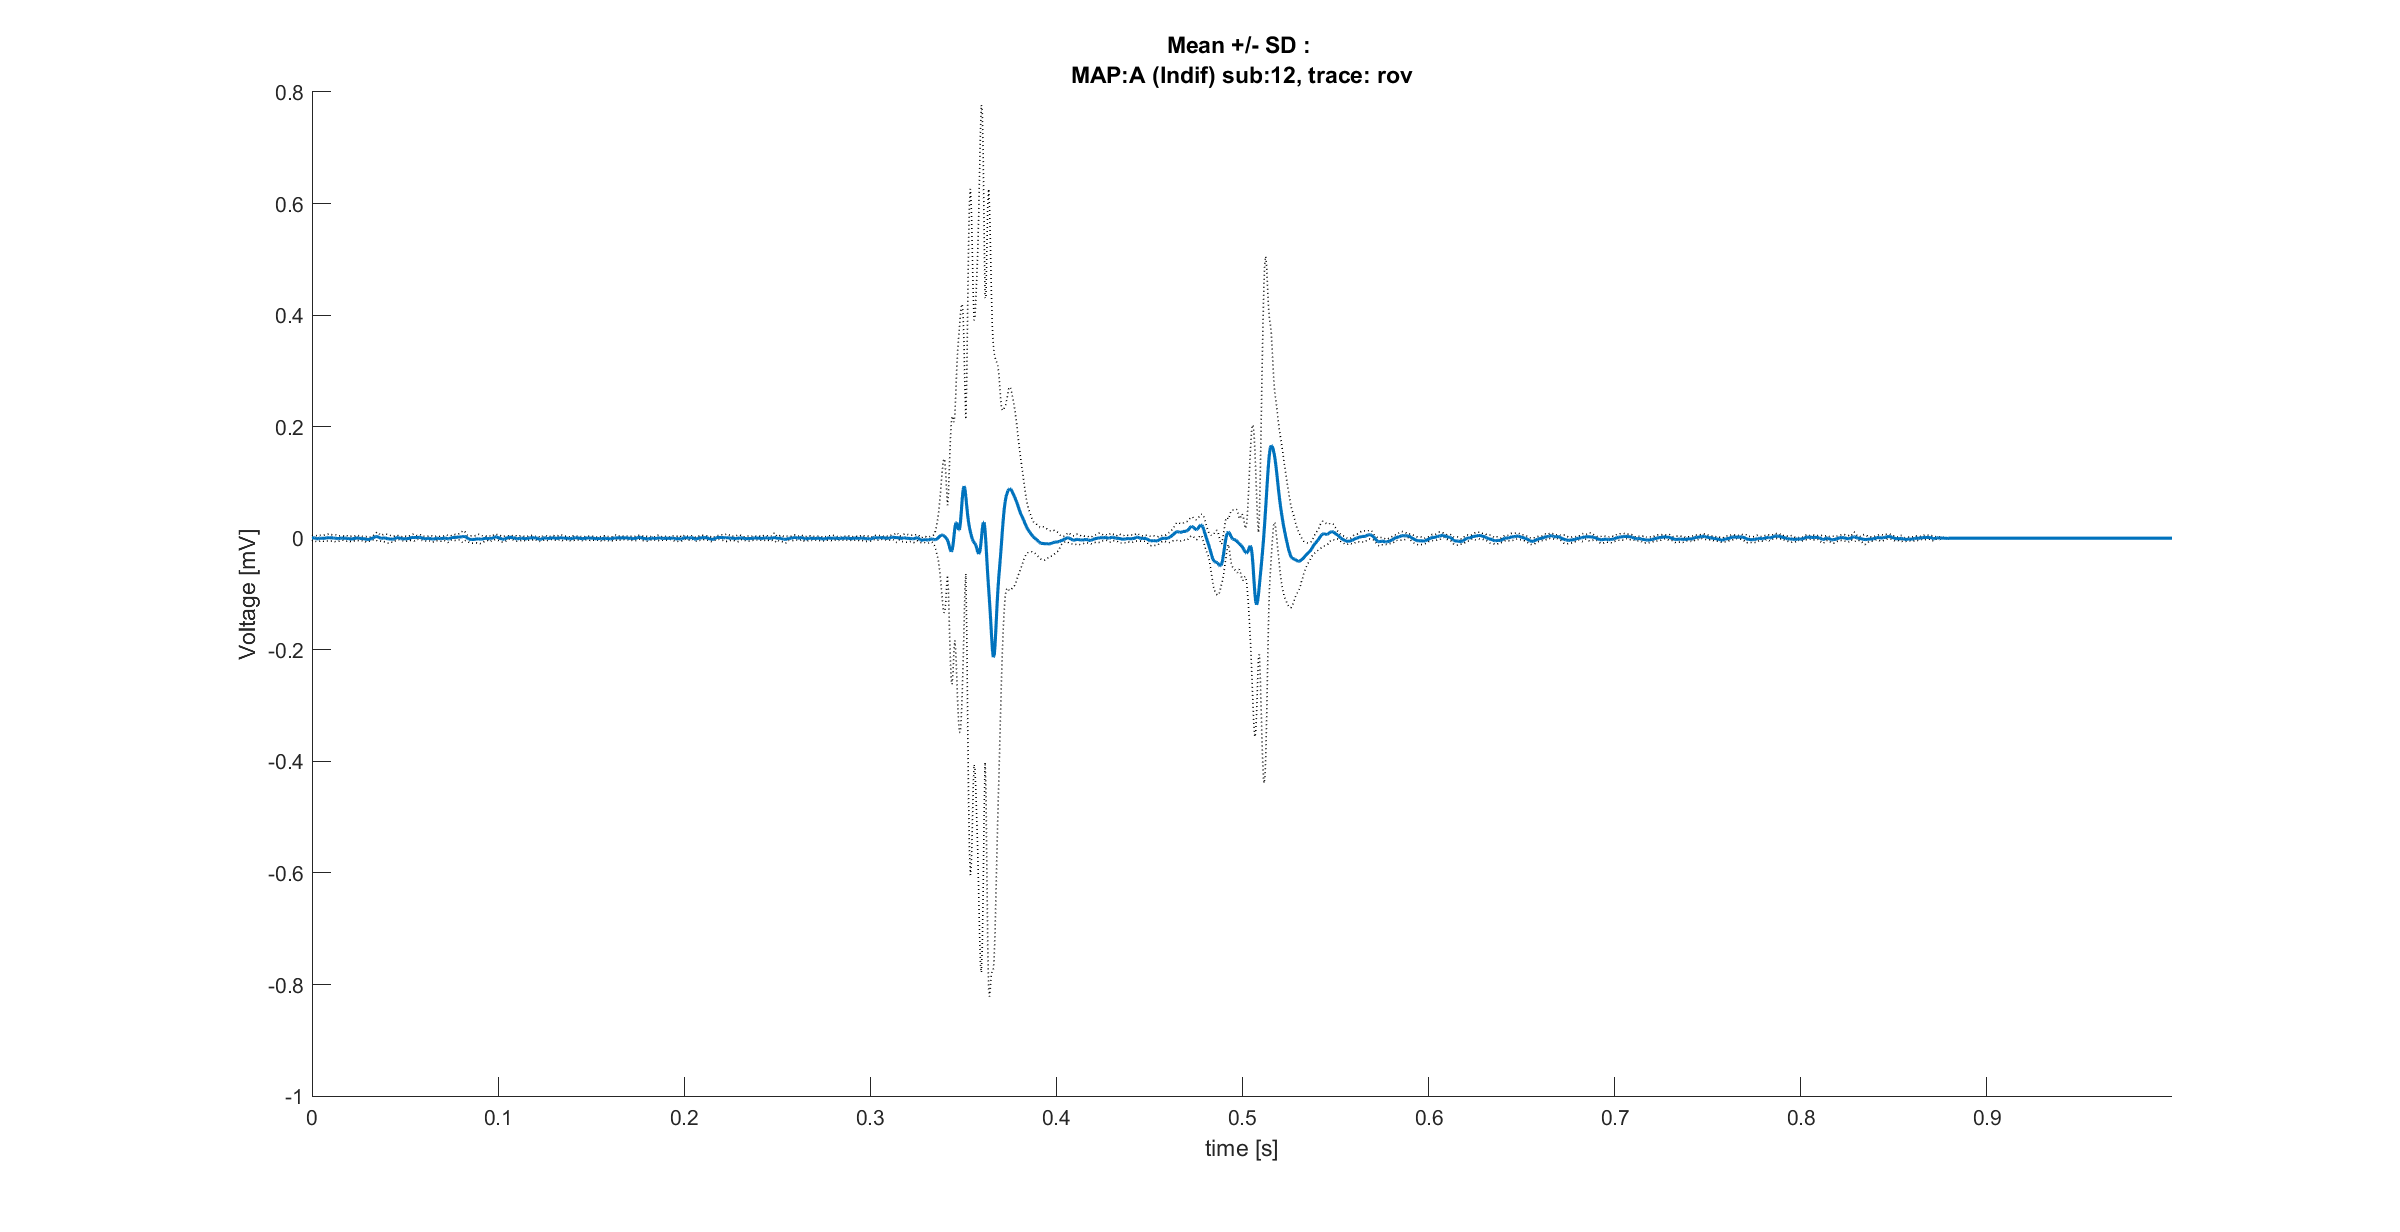 Mean +/- SD :
MAP:A (Indif) sub:12, trace: rov
0.8
0.6
0.4
0.2
0
-0.2
-0.4
-0.6
-0.8
-1
Voltage [mV]
0 0.1 0.2 0.3 0.4 0.5 0.6 0.7 0.8 0.9
time [s]